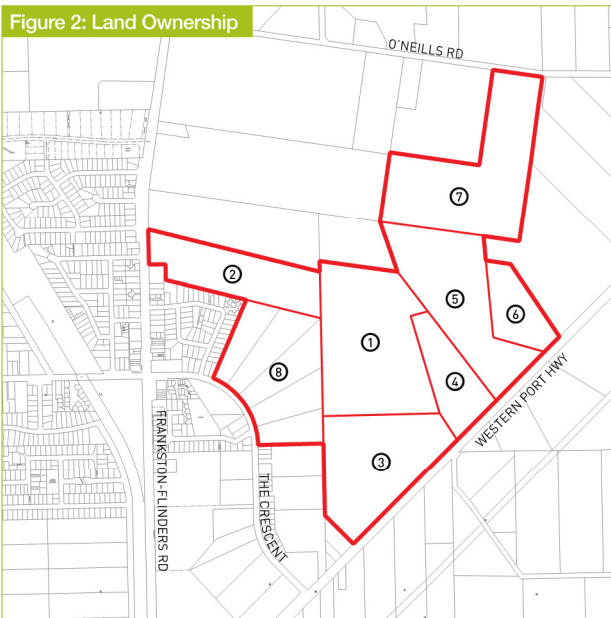 Figure 2: Land Ownership
O'NEILLS RD
7
2
5
6
1
8
4
WESTERN PORT HWY
3
FRANKSTON-FLINDERS RD
THE CRESCENT